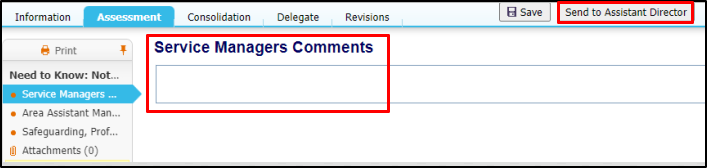 Information Assessment Consolidation Delegate Revisions Save Send to Assistant Director
Print
Service Managers Comments
Need to Know: Not...
Service Managers ...
Area Assistant Man...
Safeguarding, Prof...
Attachments (0)